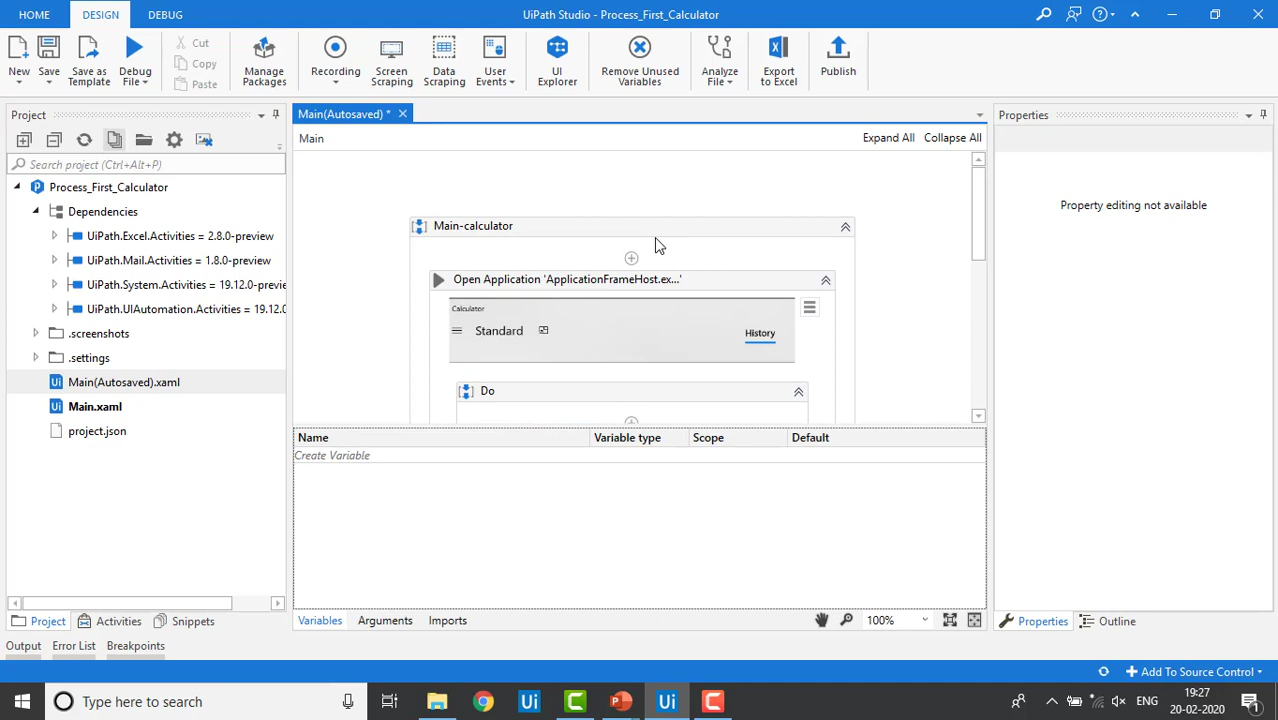 HOME DESIGN DEBUG UiPath Studio - Process_First_Calculator
New Save Save as Template Debug File Cut Copy Paste Manage Packages Recording Screen Scraping Data Scraping User Events UI Explorer Remove Unused Variables Analyze File Export to Excel Publish
Project Main(Autosaved) * Properties
Main Expand All Collapse All
Search project (Ctrl+Alt+P)
Process_First_Calculator
Dependencies
UiPath.Excel.Activities = 2.8.0-preview
UiPath.Mail.Activities = 1.8.0-preview
UiPath.System.Activities = 19.12.0-previe
UiPath.UIAutomation.Activities = 19.12.0
.screenshots
.settings
Main(Autosaved).xaml
Main.xaml
project.json
Main-calculator
Open Application 'ApplicationFrameHost.ex...'
Calculator
Standard
History
Do
Property editing not available
Name Variable type Scope Default
Create Variable
Project Activities Snippets Variables Arguments Imports 100% Properties Outline
Output Error List Breakpoints
Add To Source Control
Type here to search
Ui Ui ENG 19:27
20-02-2020
1